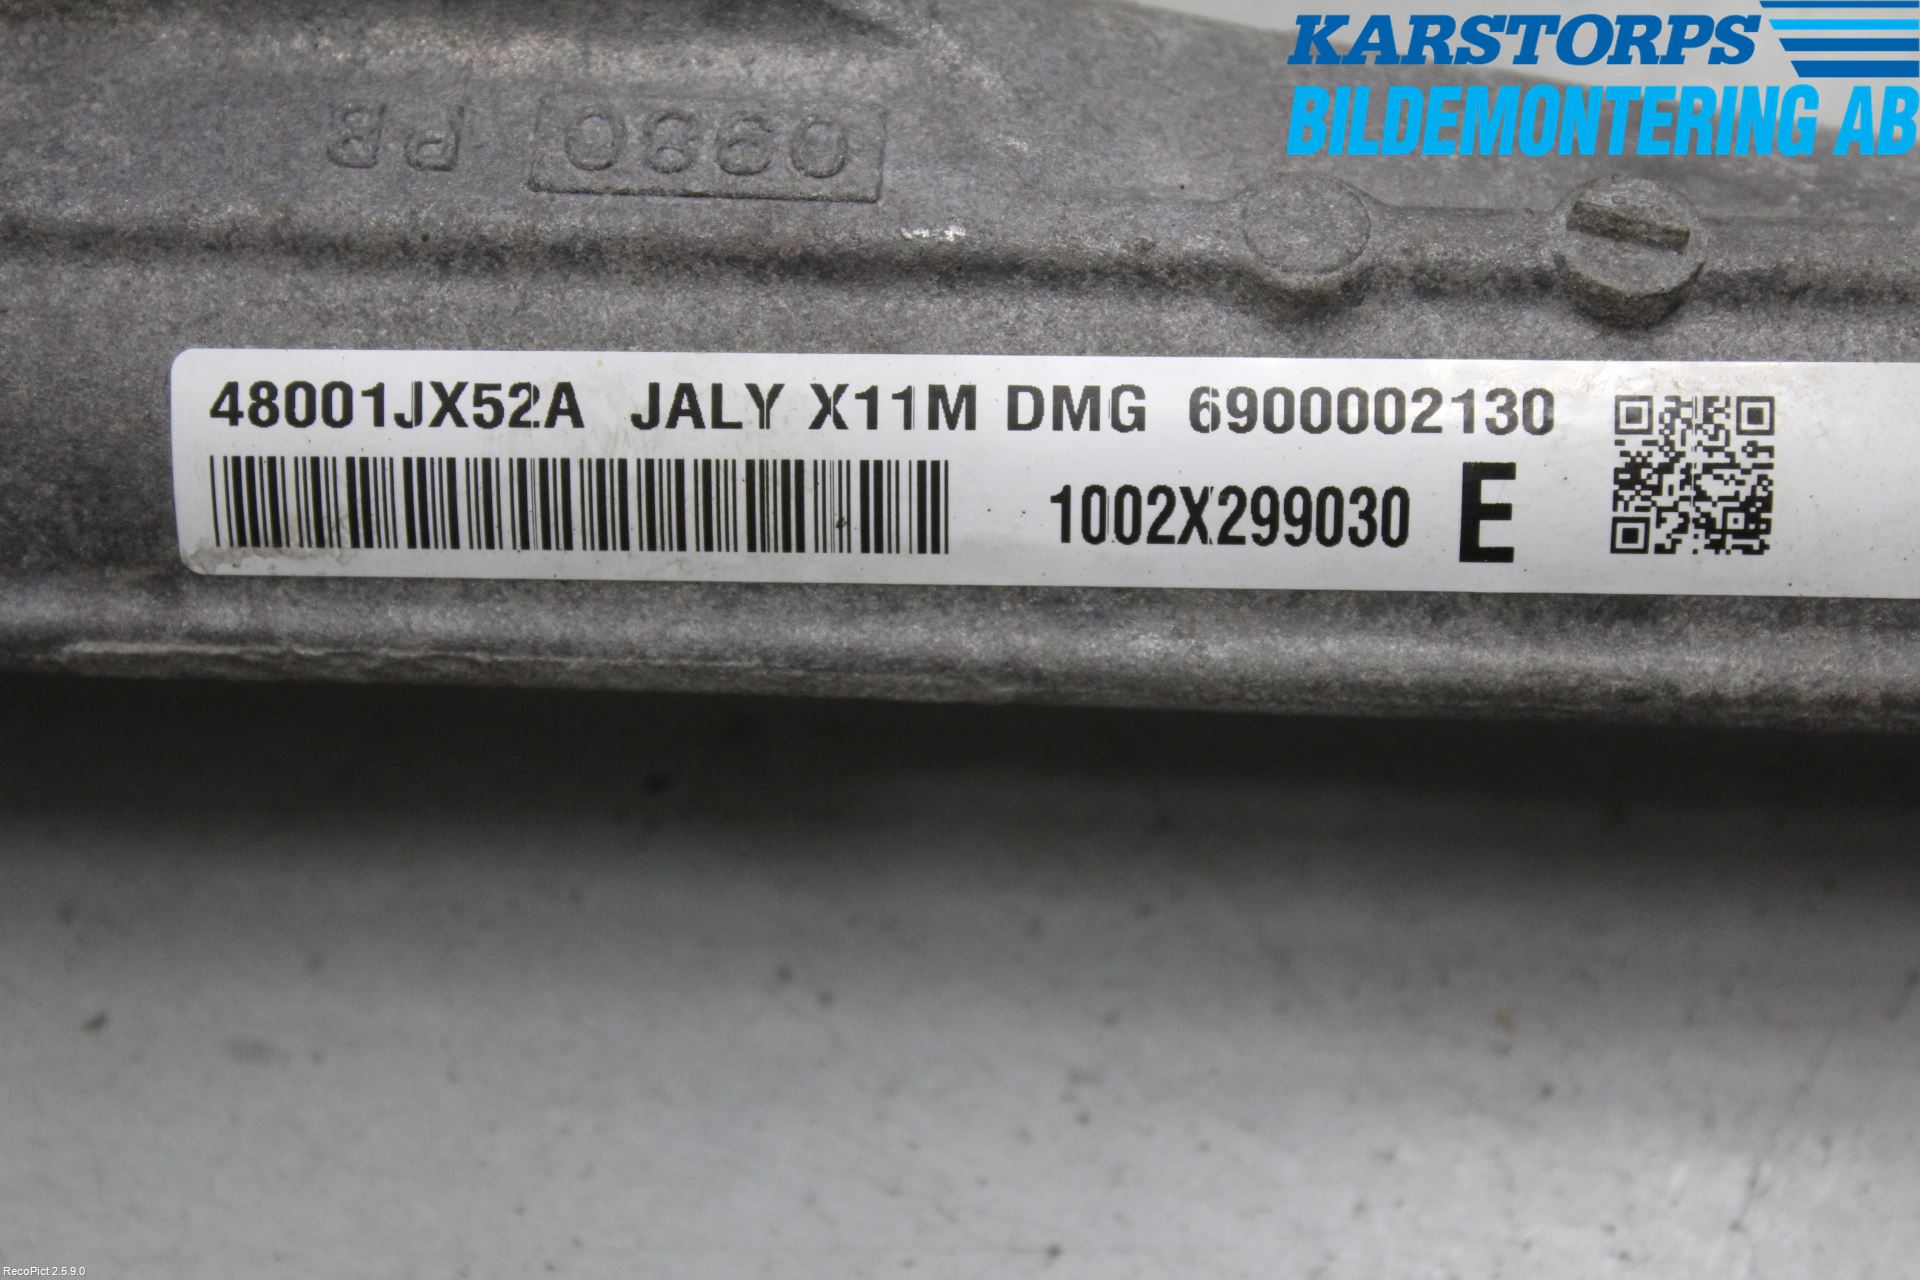 KARSTORPS
BILDEMONTERING AB
0980 PB
48001JX52A JALY X11M DMG 6900002130
1002X299030 E
RecoPict 2.5.9.0